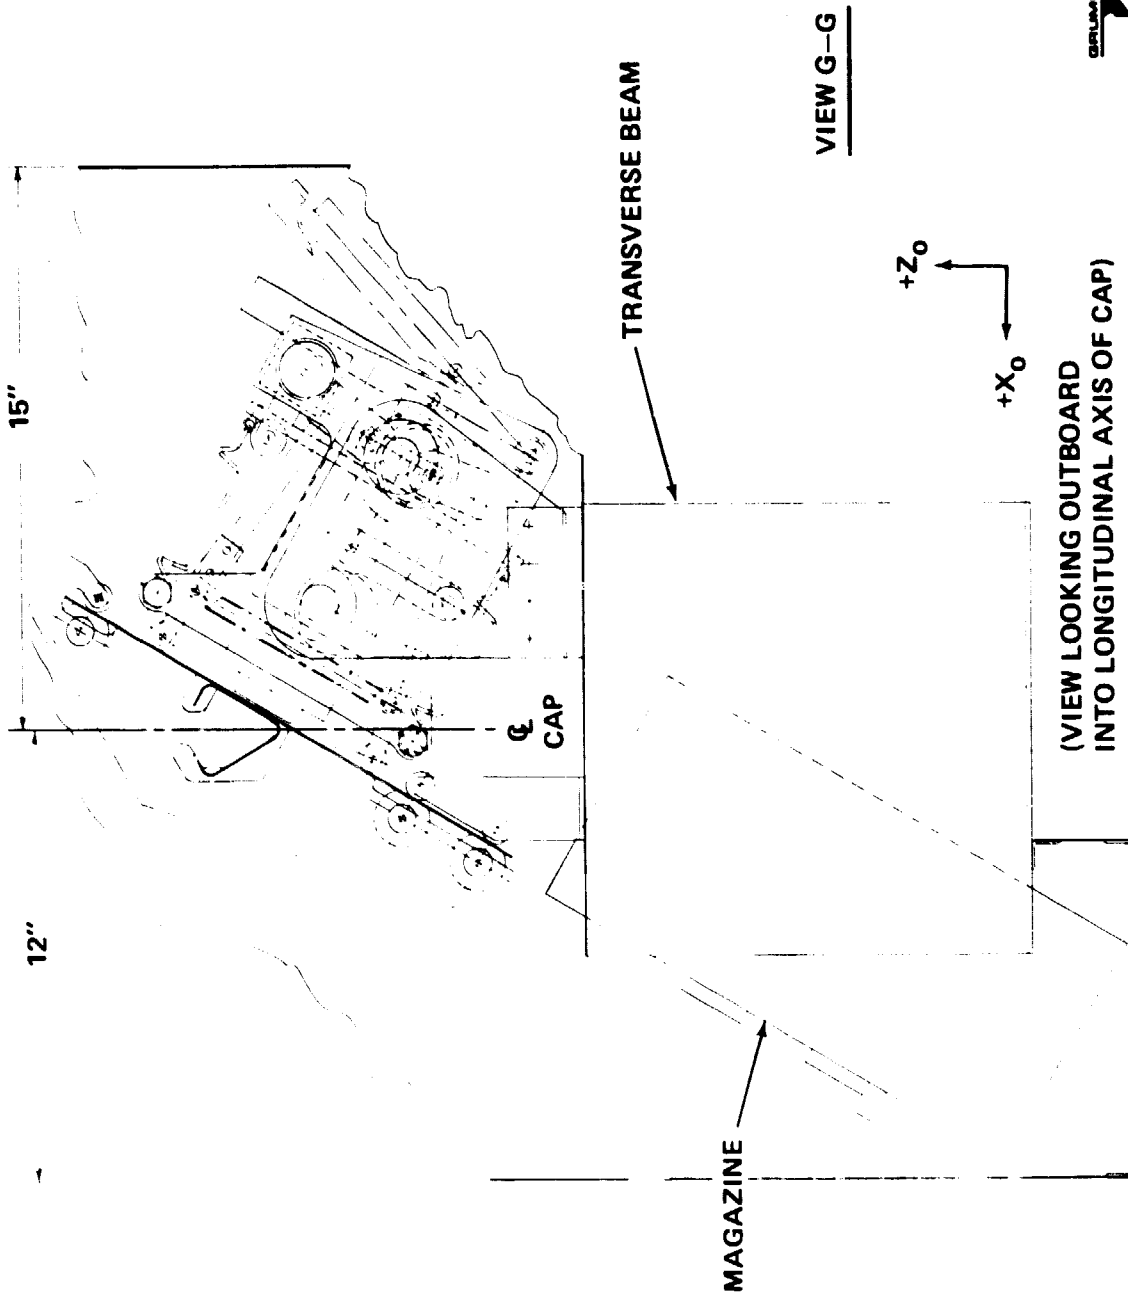 15"
12"
TRANSVERSE BEAM
VIEW G–G
℄
CAP
+Z₀
+X₀
MAGAZINE
(VIEW LOOKING OUTBOARD
INTO LONGITUDINAL AXIS OF CAP)